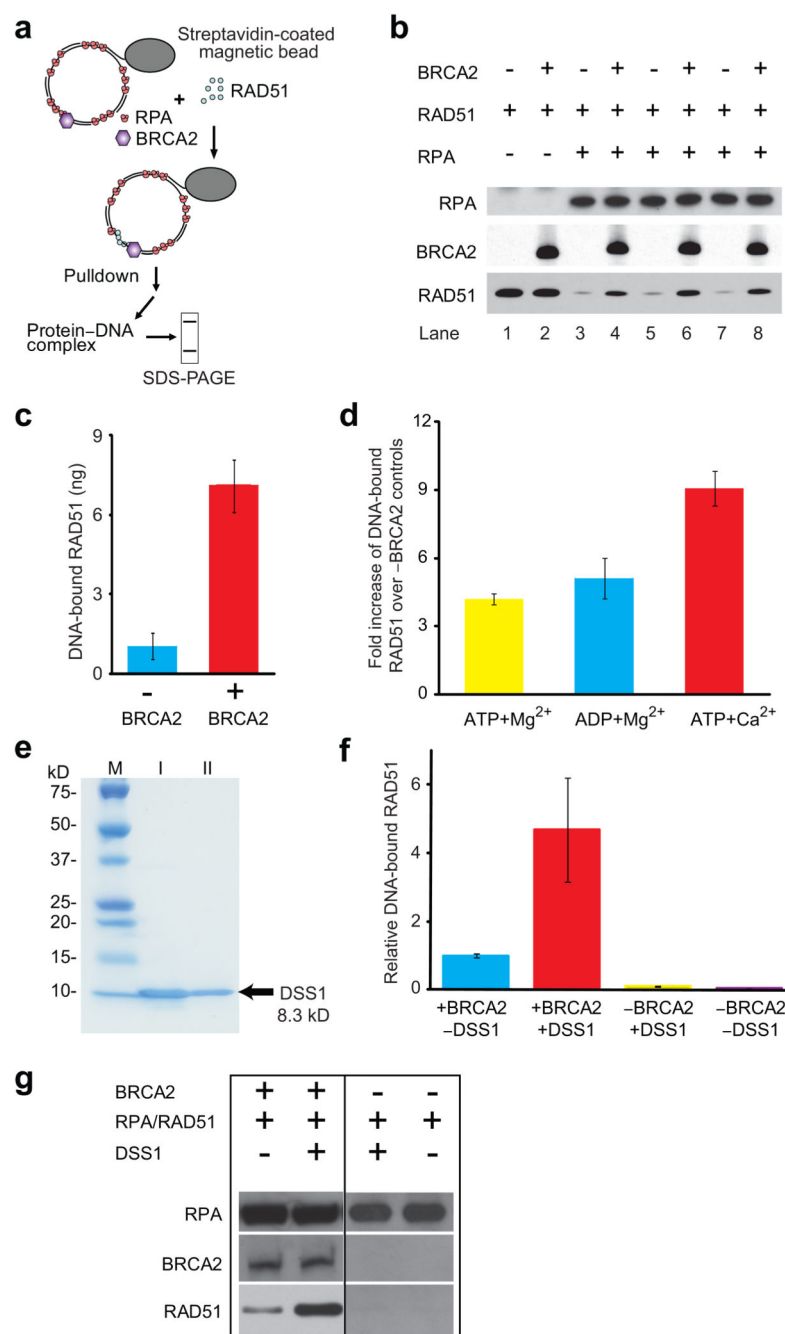 a
Streptavidin-coated
magnetic bead
+
RAD51
RPA
BRCA2
Pulldown
Protein–DNA
complex
SDS-PAGE
b
BRCA2 - + - + - + - +
RAD51 + + + + + + + +
RPA - - + + + + + +
RPA
BRCA2
RAD51
Lane 1 2 3 4 5 6 7 8
c
DNA-bound RAD51 (ng)
9
6
3
0
- +
BRCA2 BRCA2
d
Fold increase of DNA-bound
RAD51 over –BRCA2 controls
12
9
6
3
0
ATP+Mg²⁺ ADP+Mg²⁺ ATP+Ca²⁺
e
kD M I II
75-
50-
37-
25-
20-
15-
10-
DSS1
8.3 kD
f
Relative DNA-bound RAD51
6
4
2
0
+BRCA2 +BRCA2 –BRCA2 –BRCA2
–DSS1 +DSS1 +DSS1 –DSS1
g
BRCA2 + + - -
RPA/RAD51 + + + +
DSS1 - + + -
RPA
BRCA2
RAD51